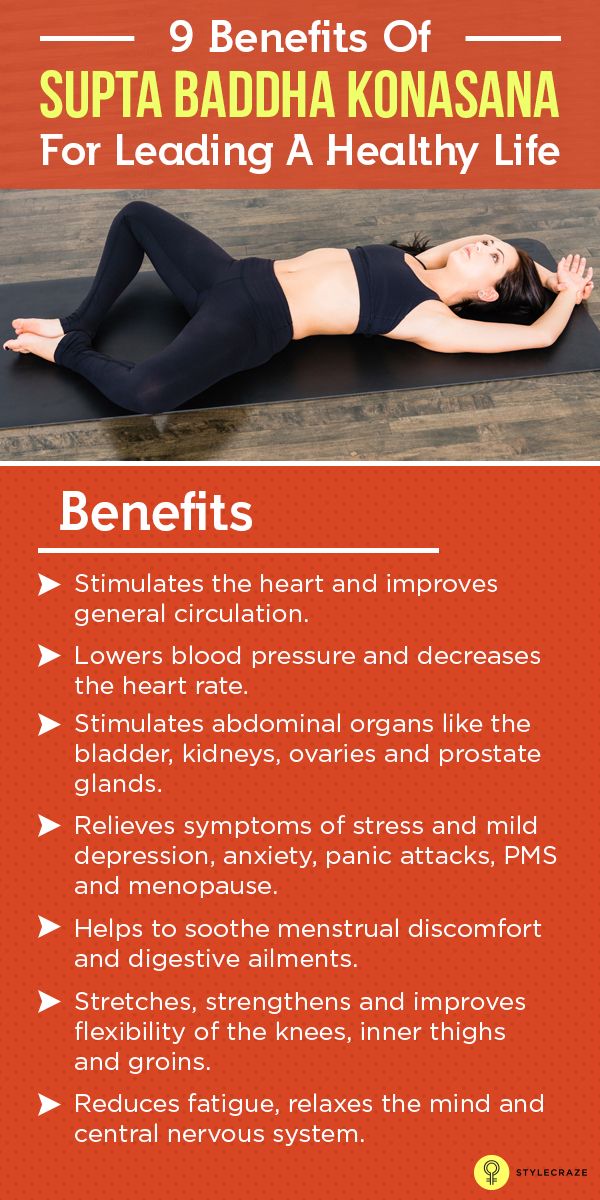 9 Benefits Of
SUPTA BADDHA KONASANA
For Leading A Healthy Life
Benefits
Stimulates the heart and improves
general circulation.
Lowers blood pressure and decreases
the heart rate.
Stimulates abdominal organs like the
bladder, kidneys, ovaries and prostate
glands.
Relieves symptoms of stress and mild
depression, anxiety, panic attacks, PMS
and menopause.
Helps to soothe menstrual discomfort
and digestive ailments.
Stretches, strengthens and improves
flexibility of the knees, inner thighs
and groins.
Reduces fatigue, relaxes the mind and
central nervous system.
STYLECRAZE